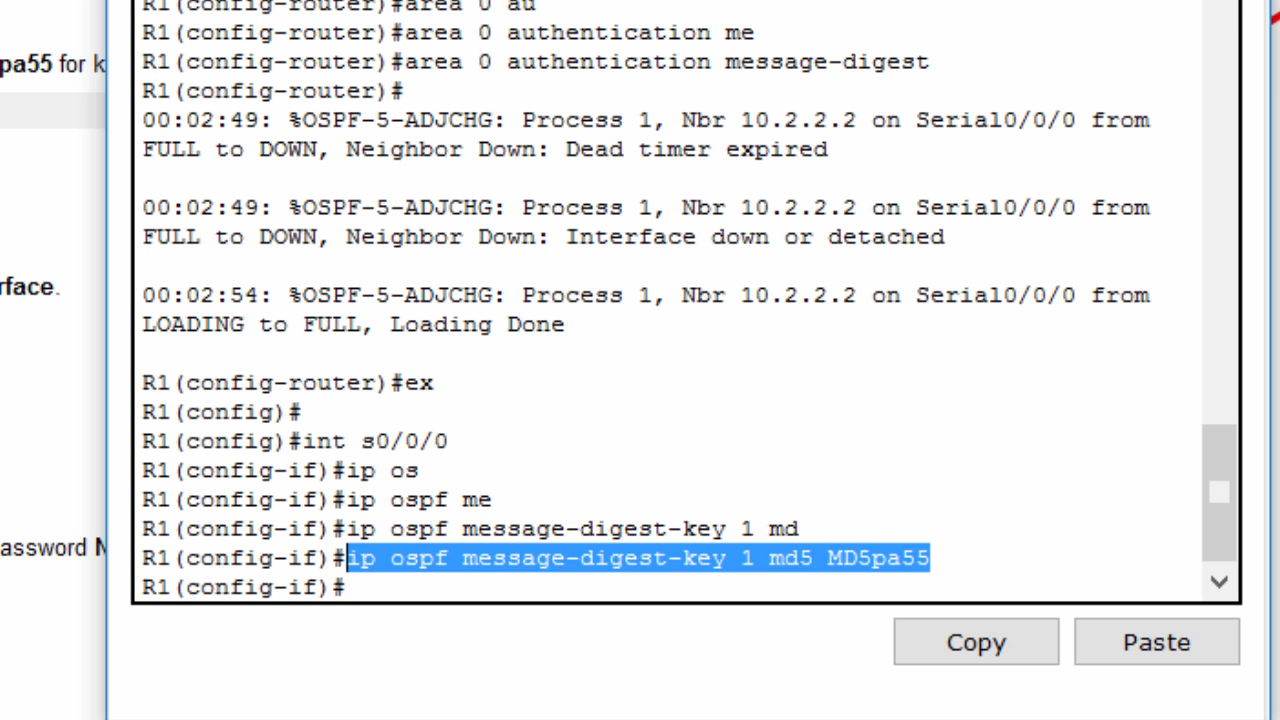 R1(config-router)#area 0 au
R1(config-router)#area 0 authentication me
pa55 for k
R1(config-router)#area 0 authentication message-digest
R1(config-router)#
00:02:49: %OSPF-5-ADJCHG: Process 1, Nbr 10.2.2.2 on Serial0/0/0 from
FULL to DOWN, Neighbor Down: Dead timer expired
00:02:49: %OSPF-5-ADJCHG: Process 1, Nbr 10.2.2.2 on Serial0/0/0 from
FULL to DOWN, Neighbor Down: Interface down or detached
rface.
00:02:54: %OSPF-5-ADJCHG: Process 1, Nbr 10.2.2.2 on Serial0/0/0 from
LOADING to FULL, Loading Done
R1(config-router)#ex
R1(config)#
R1(config)#int s0/0/0
R1(config-if)#ip os
R1(config-if)#ip ospf me
R1(config-if)#ip ospf message-digest-key 1 md
assword
R1(config-if)#ip ospf message-digest-key 1 md5 MD5pa55
R1(config-if)#
Copy
Paste